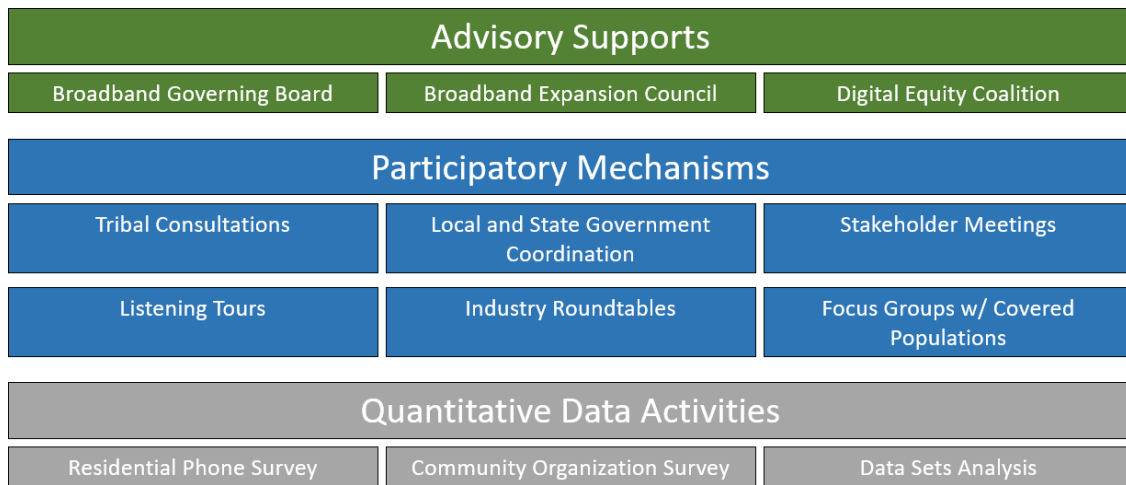 Advisory Supports
Broadband Governing Board
Broadband Expansion Council
Digital Equity Coalition
Participatory Mechanisms
Tribal Consultations
Local and State Government
Coordination
Stakeholder Meetings
Listening Tours
Industry Roundtables
Focus Groups w/ Covered
Populations
Quantitative Data Activities
Residential Phone Survey
Community Organization Survey
Data Sets Analysis